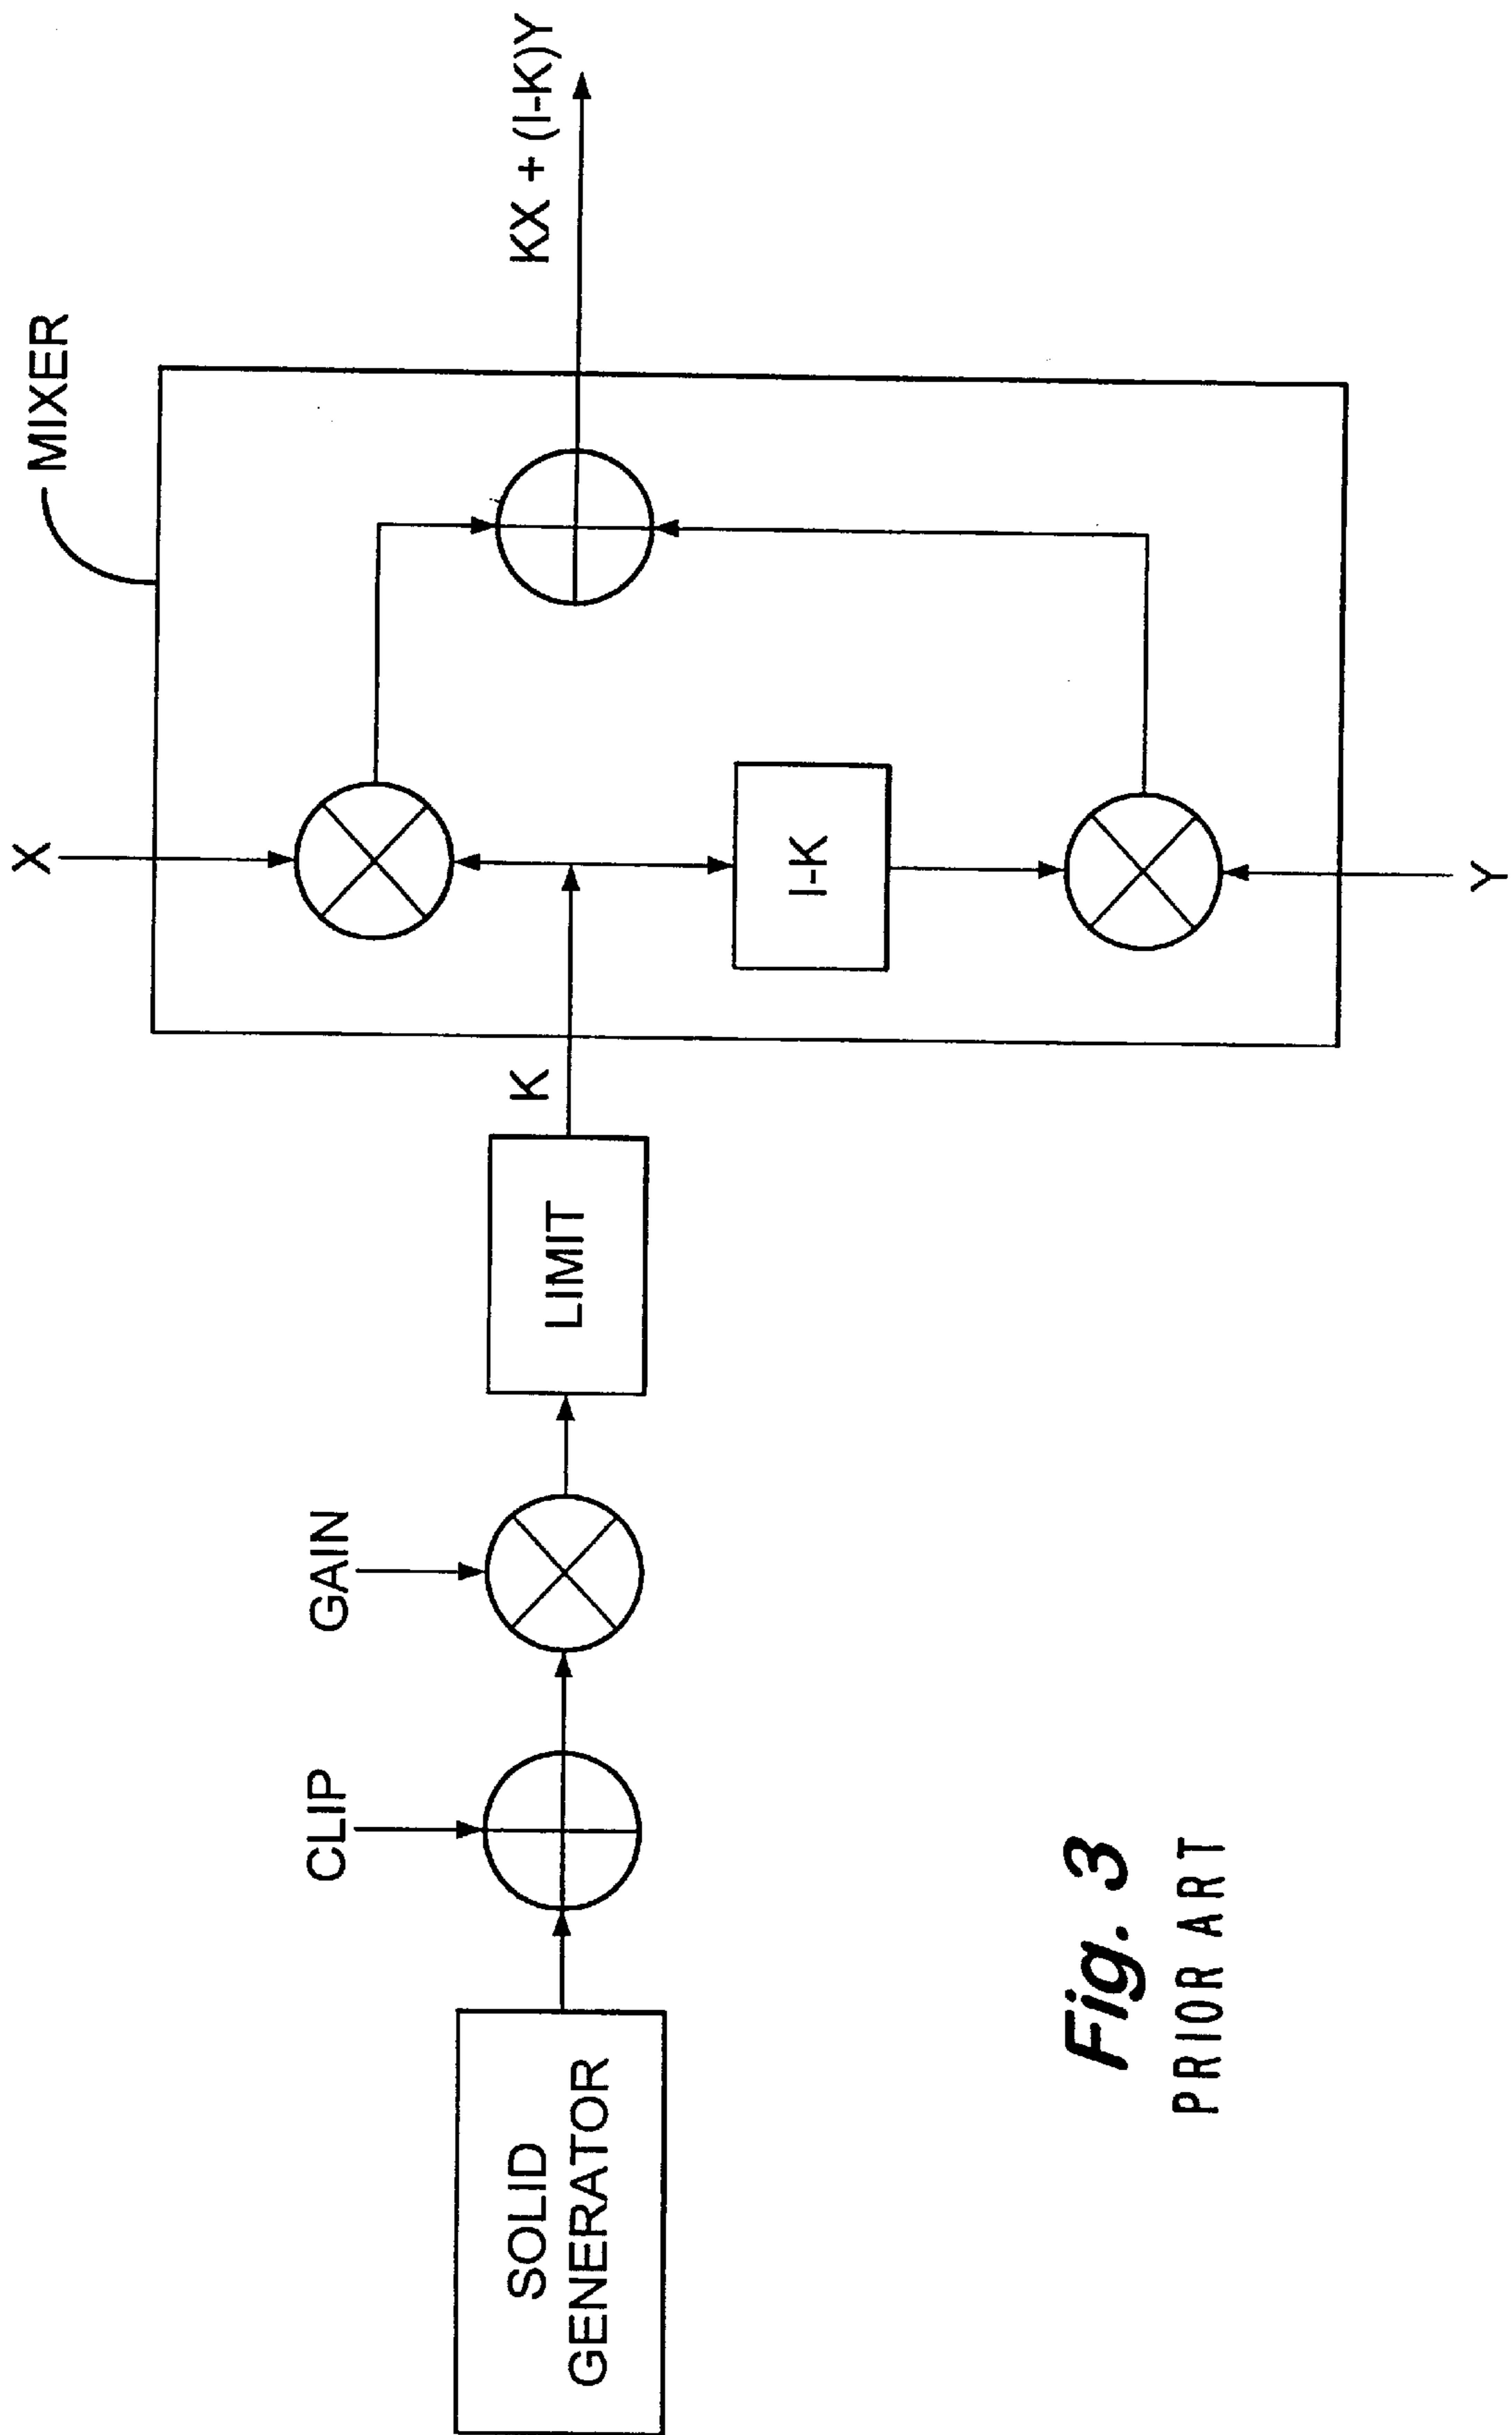 MIXER
X
KX + (I-K)Y
I-K
Y
K
LIMIT
GAIN
CLIP
SOLID
GENERATOR
Fig. 3
PRIOR ART